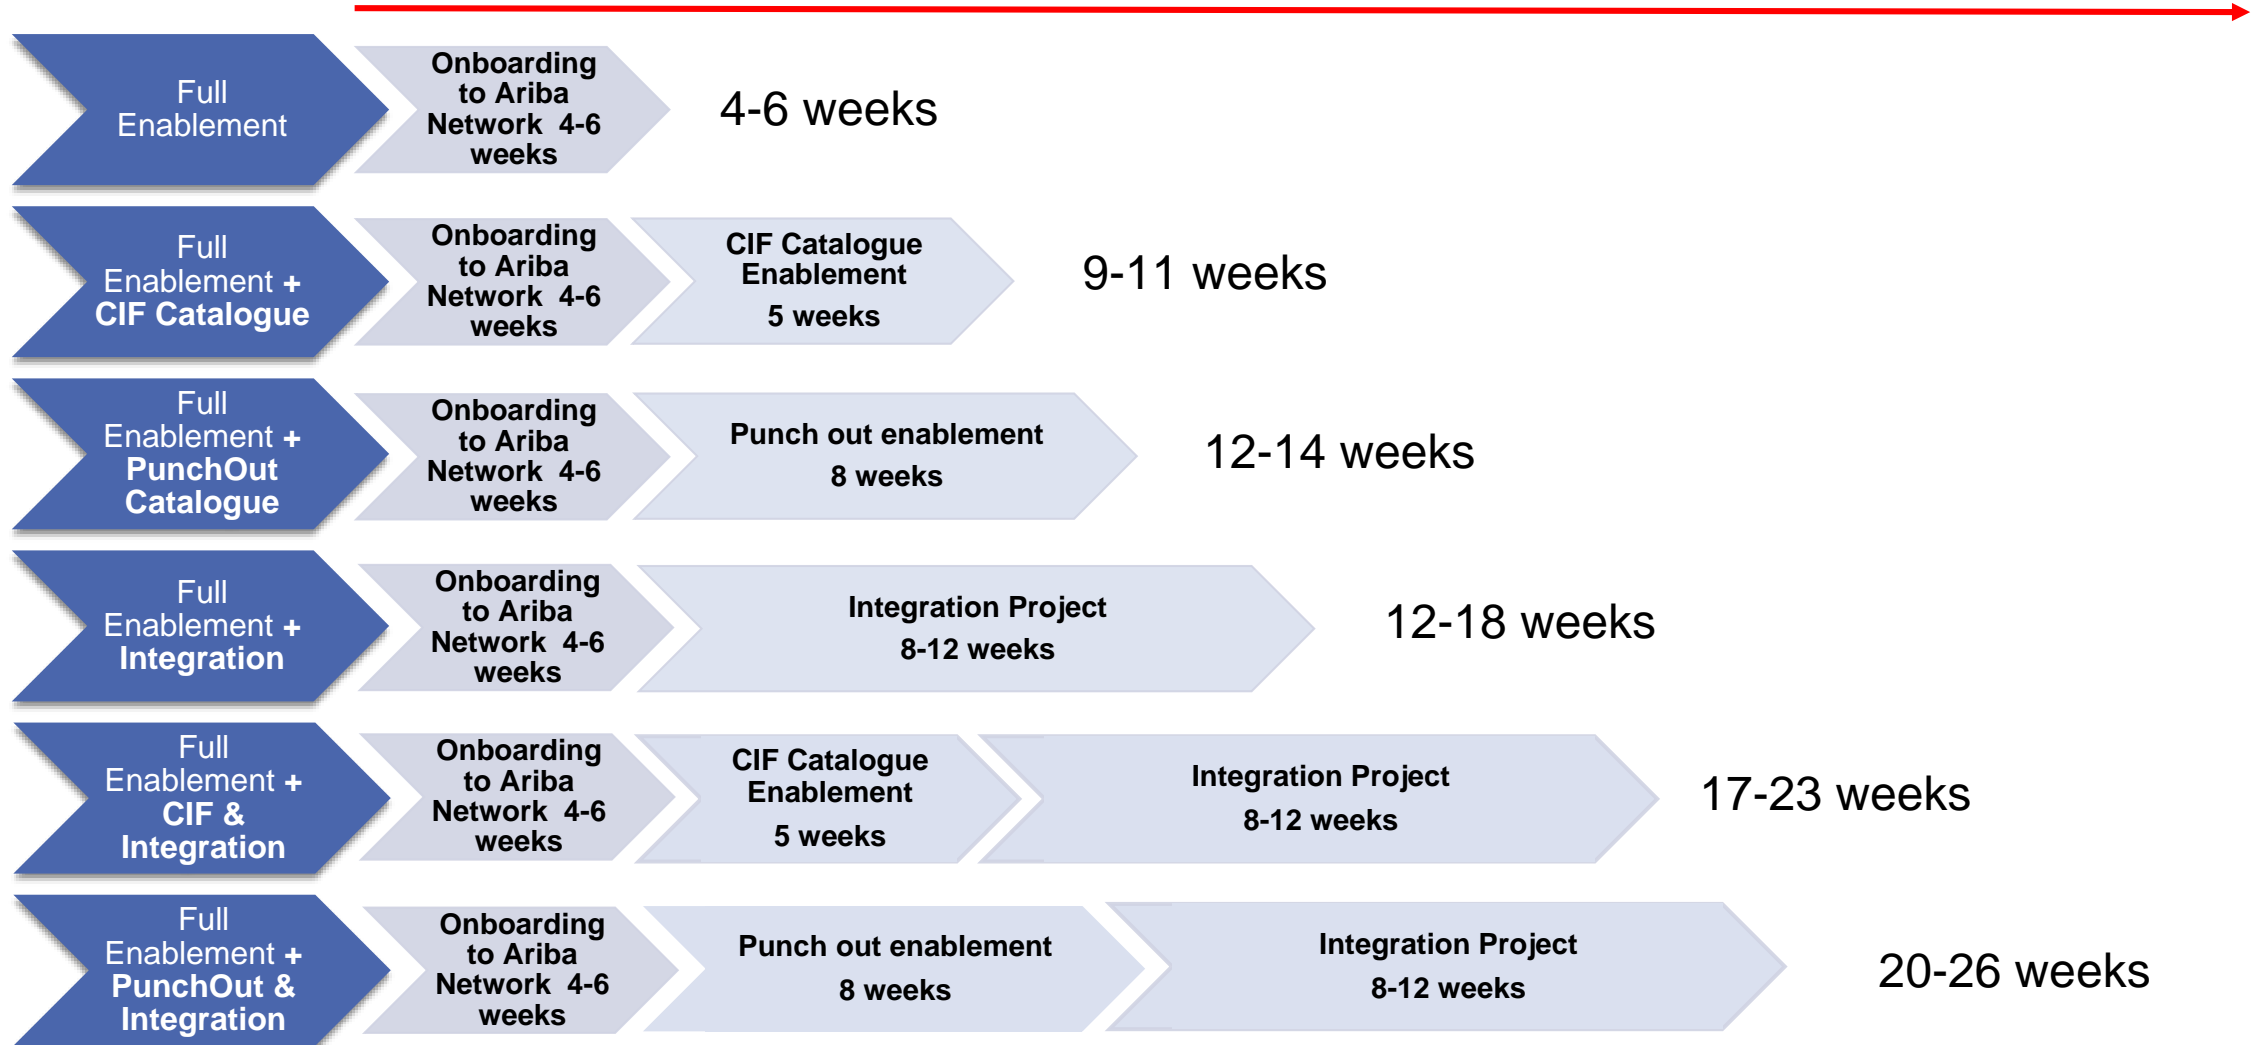 Full
Enablement
Onboarding
to Ariba
Network 4-6
weeks
4-6 weeks
Full
Enablement +
CIF Catalogue
Onboarding
to Ariba
Network 4-6
weeks
CIF Catalogue
Enablement
5 weeks
9-11 weeks
Full
Enablement +
PunchOut
Catalogue
Onboarding
to Ariba
Network 4-6
weeks
Punch out enablement
8 weeks
12-14 weeks
Full
Enablement +
Integration
Onboarding
to Ariba
Network 4-6
weeks
Integration Project
8-12 weeks
12-18 weeks
Full
Enablement +
CIF &
Integration
Onboarding
to Ariba
Network 4-6
weeks
CIF Catalogue
Enablement
5 weeks
Integration Project
8-12 weeks
17-23 weeks
Full
Enablement +
PunchOut &
Integration
Onboarding
to Ariba
Network 4-6
weeks
Punch out enablement
8 weeks
Integration Project
8-12 weeks
20-26 weeks